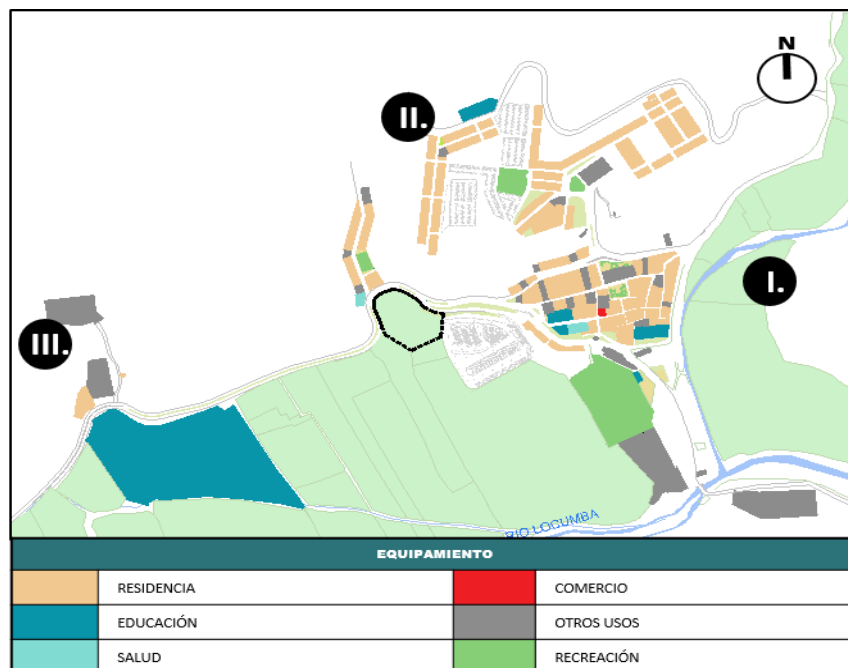 N
II.
I.
III.
RIO LOCUMBA
EQUIPAMIENTO
RESIDENCIA
COMERCIO
EDUCACIÓN
OTROS USOS
SALUD
RECREACIÓN